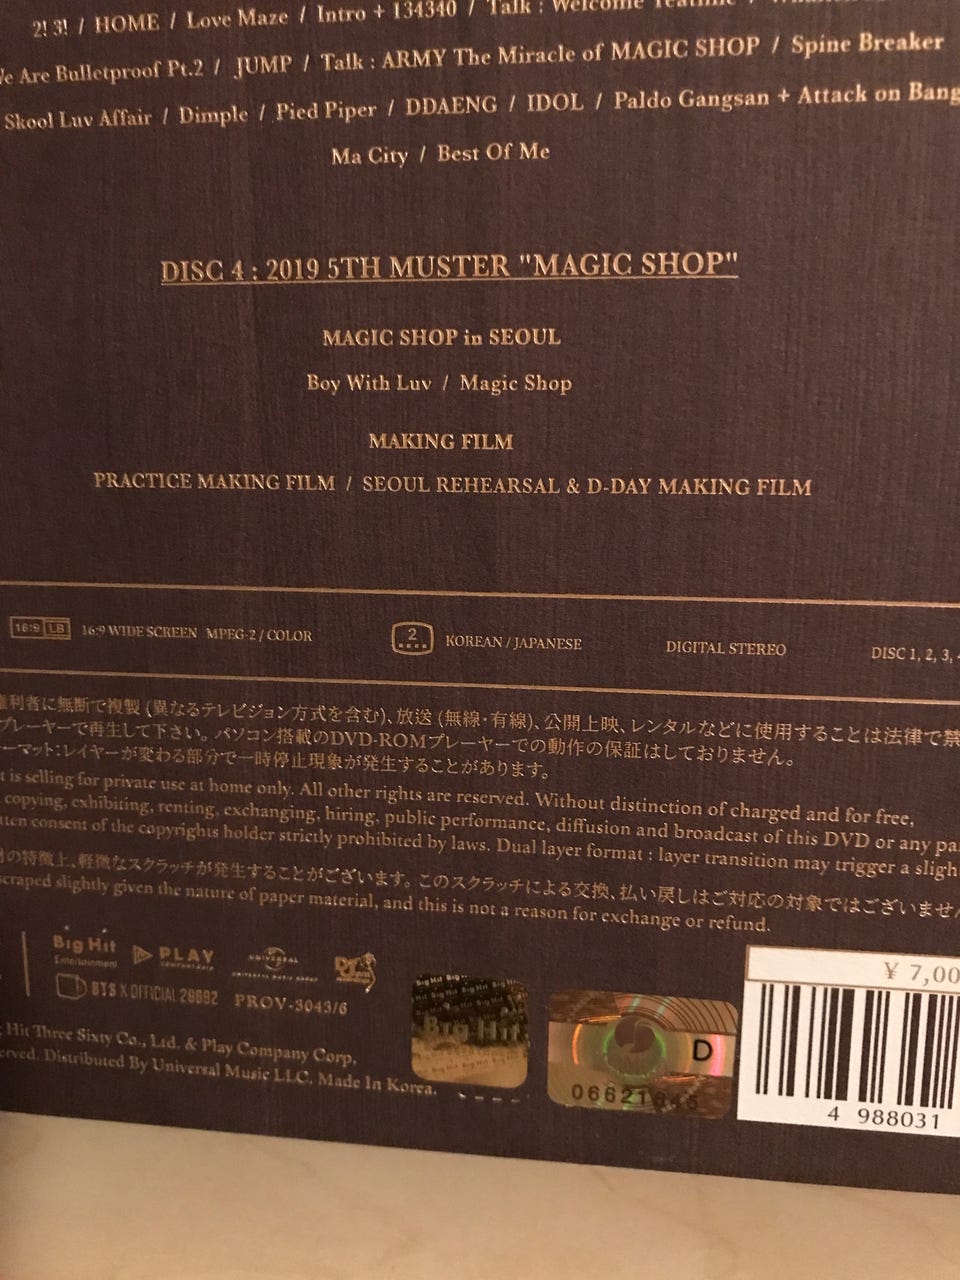 2! 3! / HOME / Love Maze / Intro + 134340 / Talk : Welcome
Are Bulletproof Pt.2 / JUMP / Talk : ARMY The Miracle of MAGIC SHOP / Spine Breaker
Skool Luv Affair / Dimple / Pied Piper / DDAENG / IDOL / Paldo Gangsan + Attack on Bang
Ma City / Best Of Me
DISC 4 : 2019 5TH MUSTER "MAGIC SHOP"
MAGIC SHOP in SEOUL
Boy With Luv / Magic Shop
MAKING FILM
PRACTICE MAKING FILM / SEOUL REHEARSAL & D-DAY MAKING FILM
16:9 LB 16:9 WIDE SCREEN MPEG-2 / COLOR 2 KOREAN / JAPANESE DIGITAL STEREO DISC 1, 2, 3,
権利者に無断で複製 (異なるテレビジョン方式を含む)、放送 (無線・有線)、公開上映、レンタルなどに使用することは法律で禁
プレーヤーで再生して下さい。パソコン搭載のDVD-ROMプレーヤーでの動作の保証はしておりません。
ーマット:レイヤーが変わる部分で一時停止現象が発生することがあります。
is selling for private use at home only. All other rights are reserved. Without distinction of charged and for free,
copying, exhibiting, renting, exchanging, hiring, public performance, diffusion and broadcast of this DVD or any pa
tten consent of the copyrights holder strictly prohibited by laws. Dual layer format : layer transition may trigger a sligh
の特徴上、軽微なスクラッチが発生することがございます。このスクラッチによる交換、払い戻しはご対応の対象ではございませ
scraped slightly given the nature of paper material, and this is not a reason for exchange or refund.
Big Hit Entertainment PLAY COMPANY Corp. UNIVERSAL UNIVERSAL MUSIC GROUP Def Jam
BTS X OFFICIAL 29692 PROV-3043/6
Hit Three Sixty Co., Ltd. & Play Company Corp.
erved. Distributed By Universal Music LLC. Made In Korea.
Big Hit
D
06621
¥ 7,00
4 988031